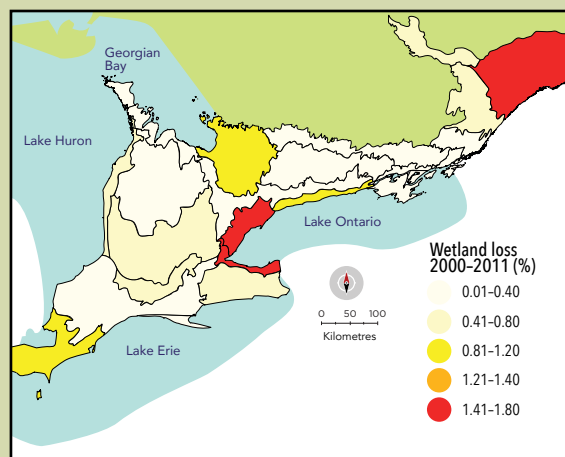 Georgian
Bay
Lake Huron
Lake Ontario
Lake Erie
0 50 100
Kilometres
Wetland loss
2000–2011 (%)
0.01–0.40
0.41–0.80
0.81–1.20
1.21–1.40
1.41–1.80